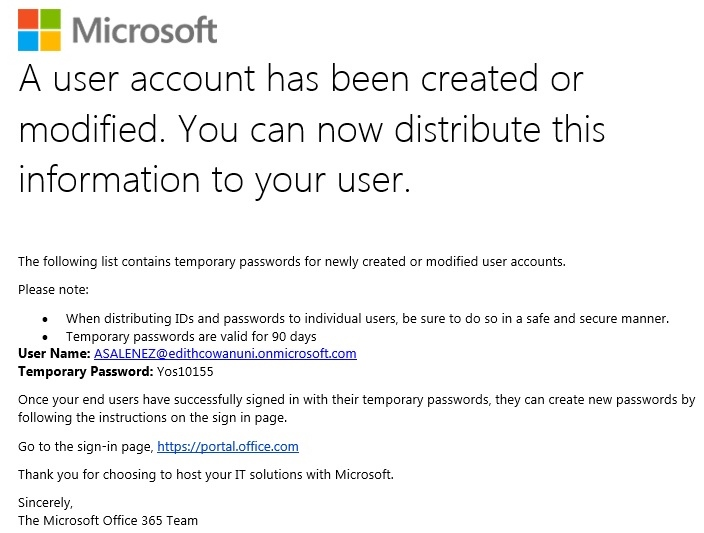 Microsoft
A user account has been created or
modified. You can now distribute this
information to your user.
The following list contains temporary passwords for newly created or modified user accounts.
Please note:
• When distributing IDs and passwords to individual users, be sure to do so in a safe and secure manner.
• Temporary passwords are valid for 90 days
User Name: ASALENEZ@edithcowanuni.onmicrosoft.com
Temporary Password: Yos10155
Once your end users have successfully signed in with their temporary passwords, they can create new passwords by
following the instructions on the sign in page.
Go to the sign-in page, https://portal.office.com
Thank you for choosing to host your IT solutions with Microsoft.
Sincerely,
The Microsoft Office 365 Team